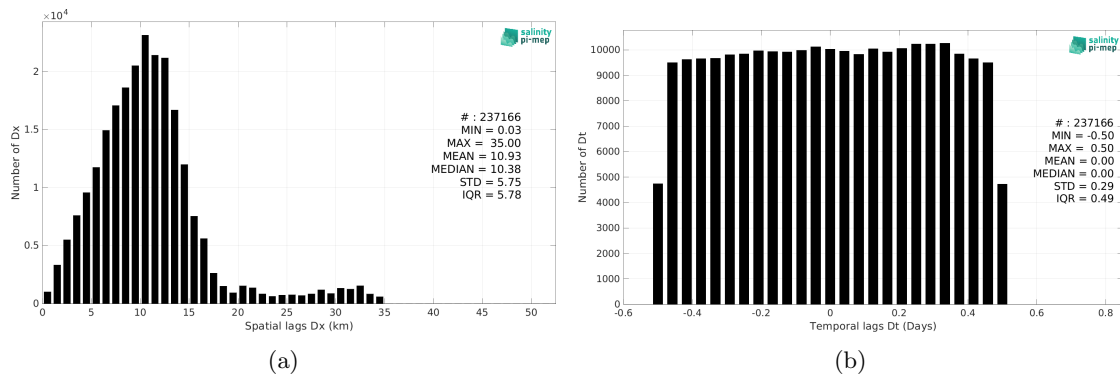 ×10⁴
salinity
pi-mep
2
1.5
1
0.5
0
Number of Dx
# : 237166
MIN = 0.03
MAX = 35.00
MEAN = 10.93
MEDIAN = 10.38
STD = 5.75
IQR = 5.78
0 5 10 15 20 25 30 35 40 45 50
Spatial lags Dx (km)
(a)
salinity
pi-mep
10000
9000
8000
7000
6000
5000
4000
3000
2000
1000
0
Number of Dt
# : 237166
MIN = -0.50
MAX = 0.50
MEAN = 0.00
MEDIAN = 0.00
STD = 0.29
IQR = 0.49
-0.6 -0.4 -0.2 0 0.2 0.4 0.6 0.8
Temporal lags Dt (Days)
(b)